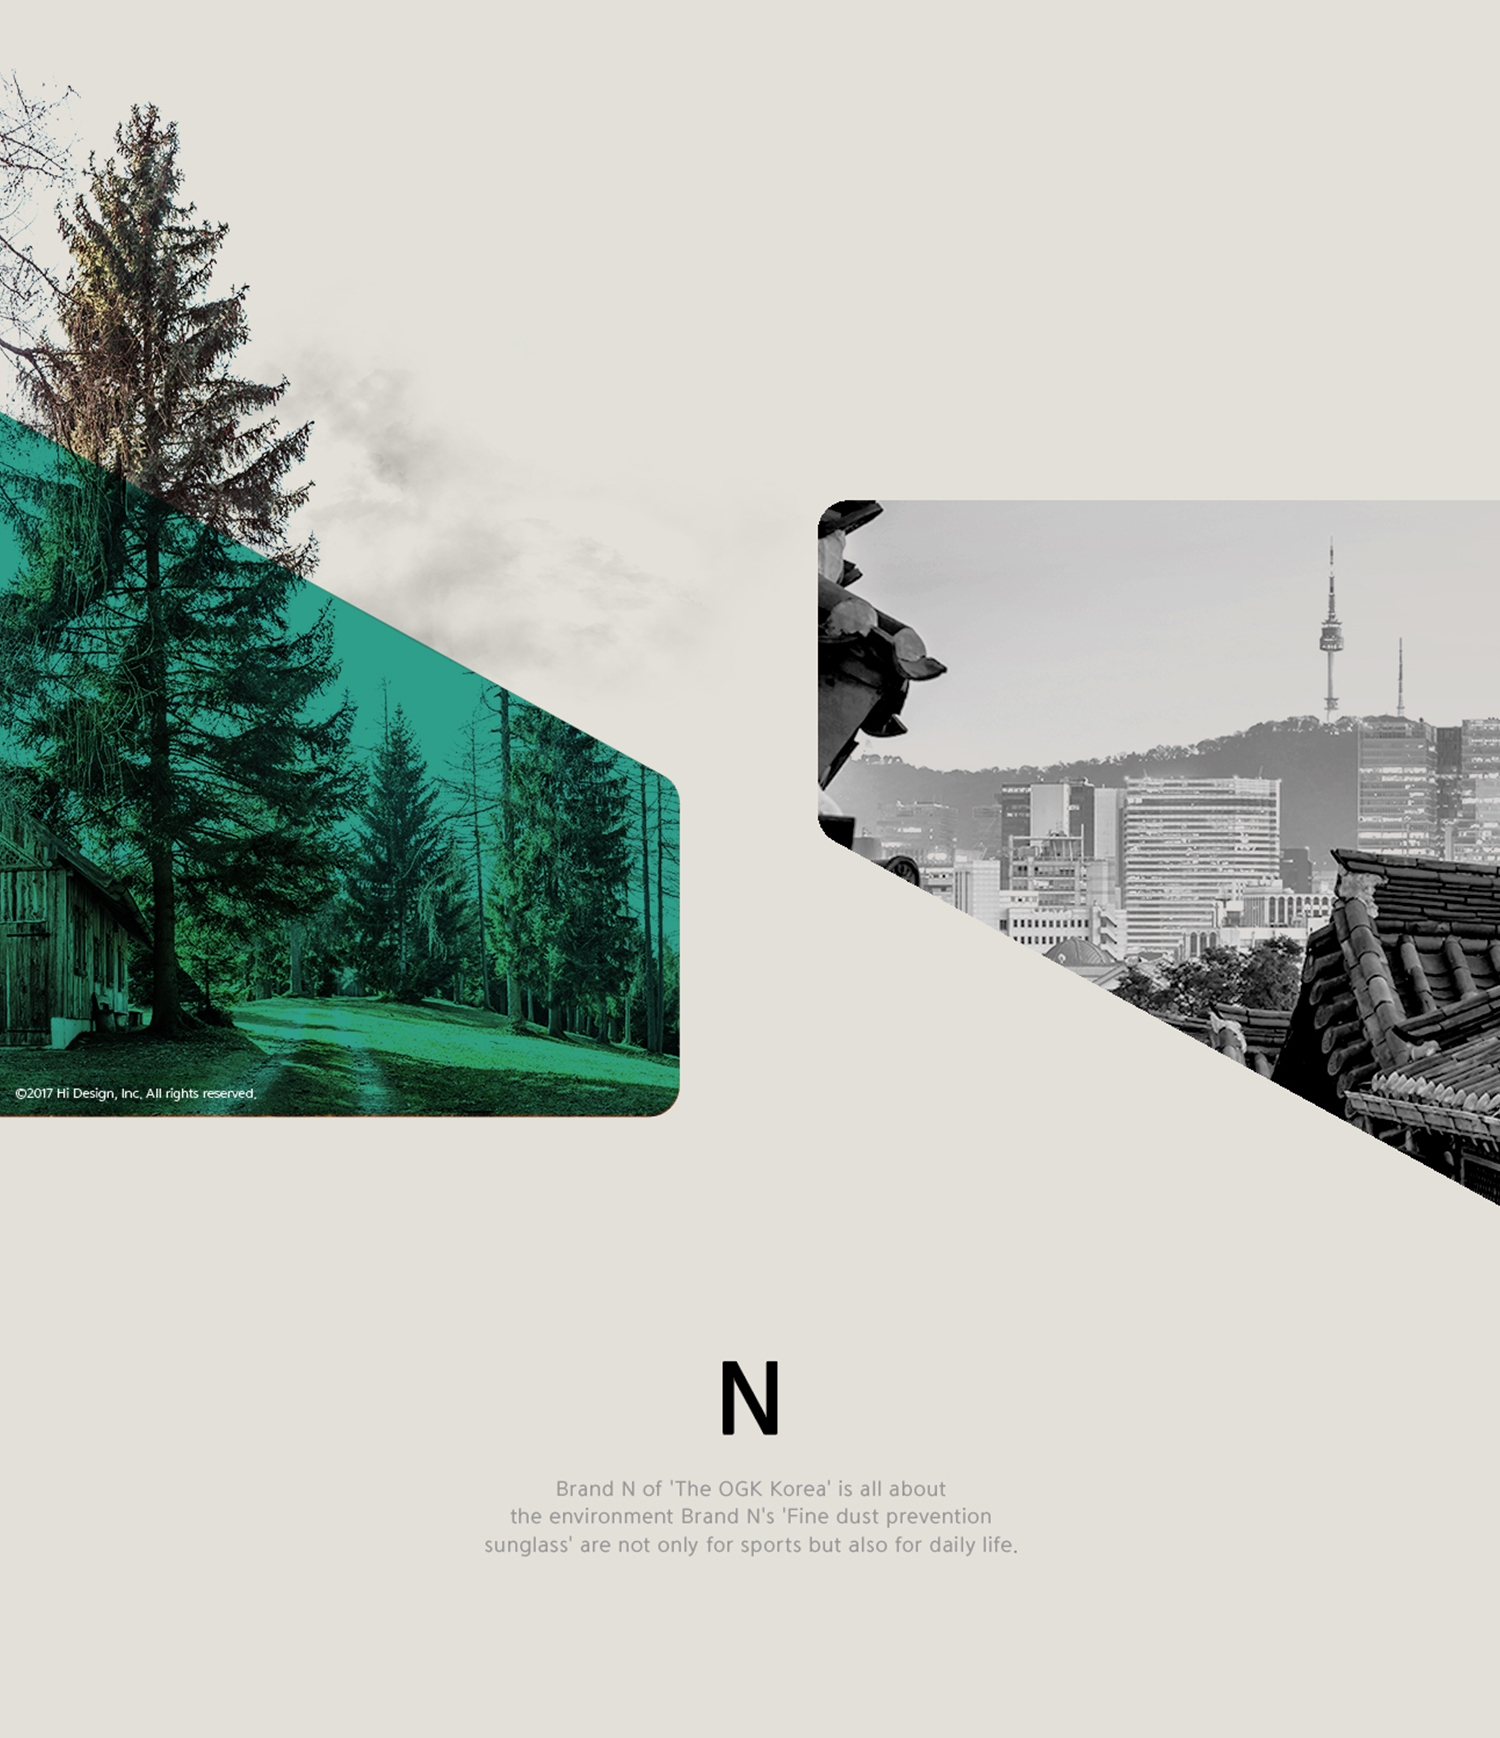 ©2017 Hi Design, Inc. All rights reserved.
N
Brand N of 'The OGK Korea' is all about
the environment Brand N's 'Fine dust prevention
sunglass' are not only for sports but also for daily life.